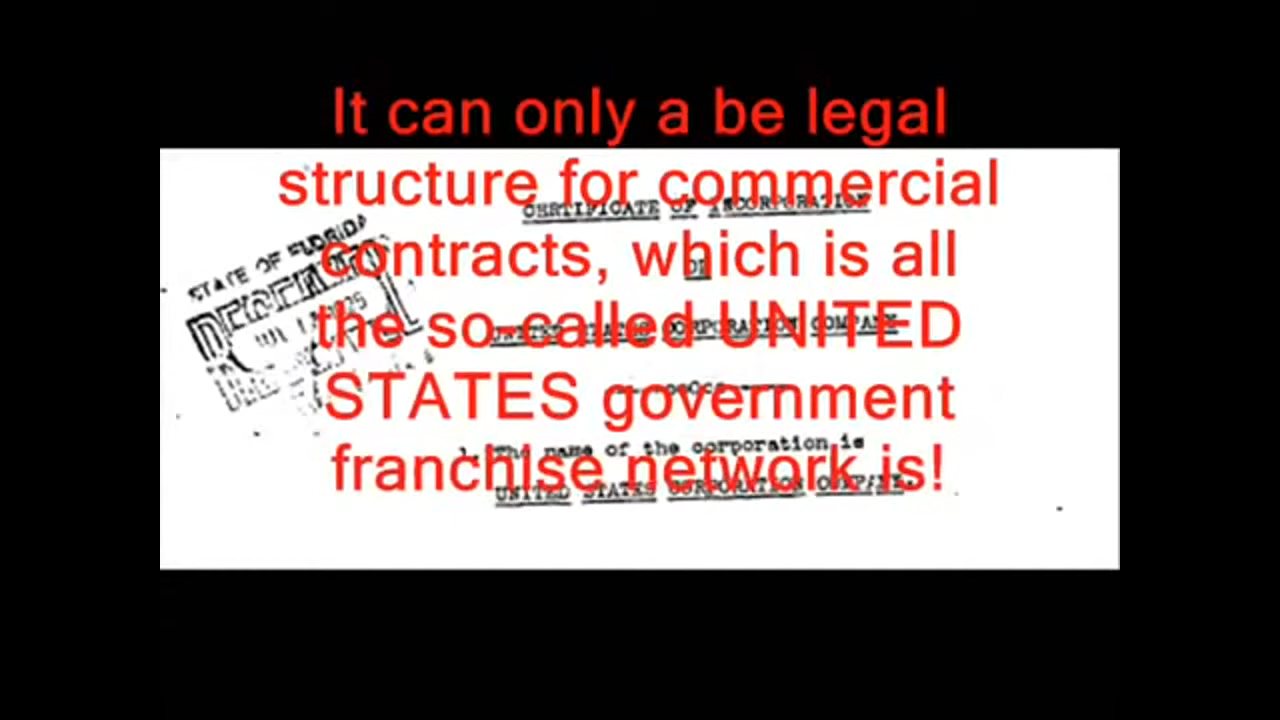 It can only a be legal
structure for commercial
CERTIFICATE OF INCORPORATION
STATE OF FLORIDA
contracts, which is all
OF
the so-called UNITED
UNITED STATES CORPORATION COMPANY
STATES government
1. The name of the corporation is
franchise network is!
UNITED STATES CORPORATION COMPANY.